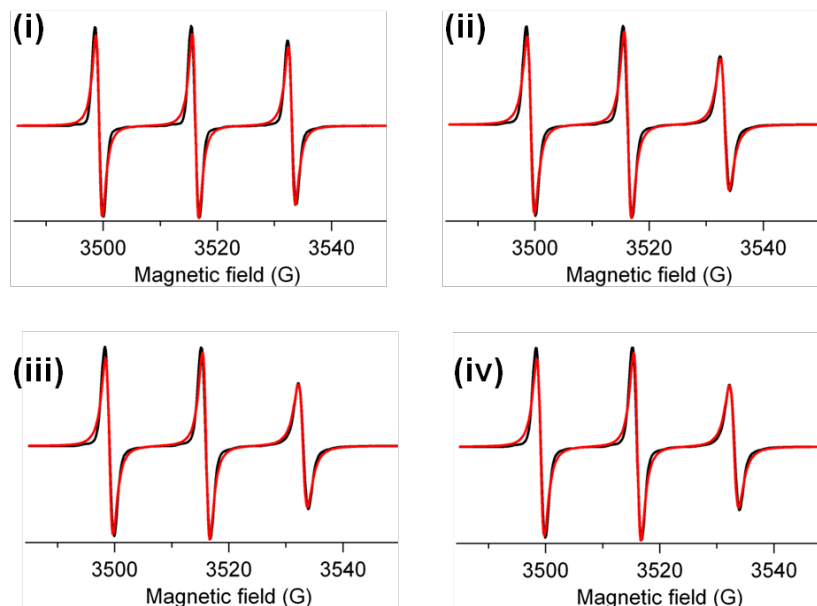 (i)
3500 3520 3540
Magnetic field (G)
(ii)
3500 3520 3540
Magnetic field (G)
(iii)
3500 3520 3540
Magnetic field (G)
(iv)
3500 3520 3540
Magnetic field (G)